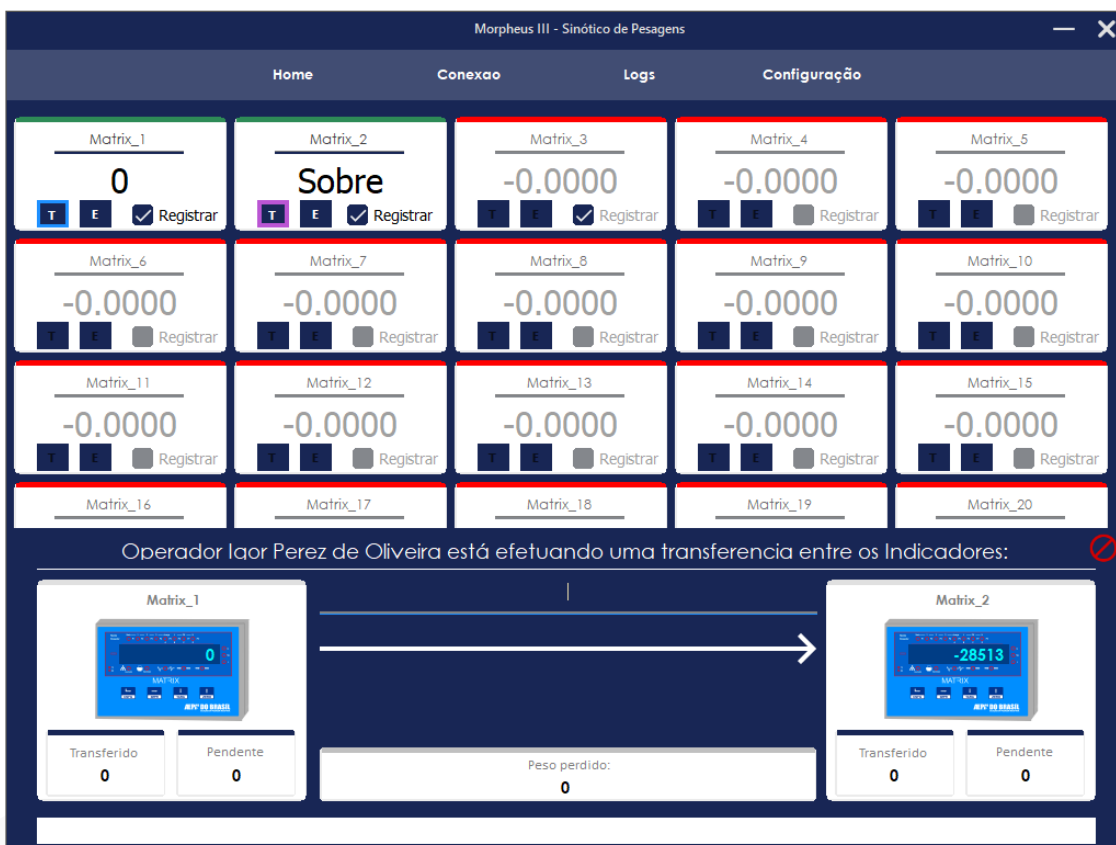 Morpheus III - Sinótico de Pesagens
Home Conexao Logs Configuração
Matrix_1 Matrix_2 Matrix_3 Matrix_4 Matrix_5
0 Sobre -0.0000 -0.0000 -0.0000
T E Registrar T E Registrar T E Registrar T E Registrar T E Registrar
Matrix_6 Matrix_7 Matrix_8 Matrix_9 Matrix_10
-0.0000 -0.0000 -0.0000 -0.0000 -0.0000
T E Registrar T E Registrar T E Registrar T E Registrar T E Registrar
Matrix_11 Matrix_12 Matrix_13 Matrix_14 Matrix_15
-0.0000 -0.0000 -0.0000 -0.0000 -0.0000
T E Registrar T E Registrar T E Registrar T E Registrar T E Registrar
Matrix_16 Matrix_17 Matrix_18 Matrix_19 Matrix_20
Operador Igor Perez de Oliveira está efetuando uma transferencia entre os Indicadores:
Matrix_1 Matrix_2
0 -28513
MATRIX MATRIX
DO BRASIL DO BRASIL
Transferido Pendente Peso perdido: Transferido Pendente
0 0 0 0 0